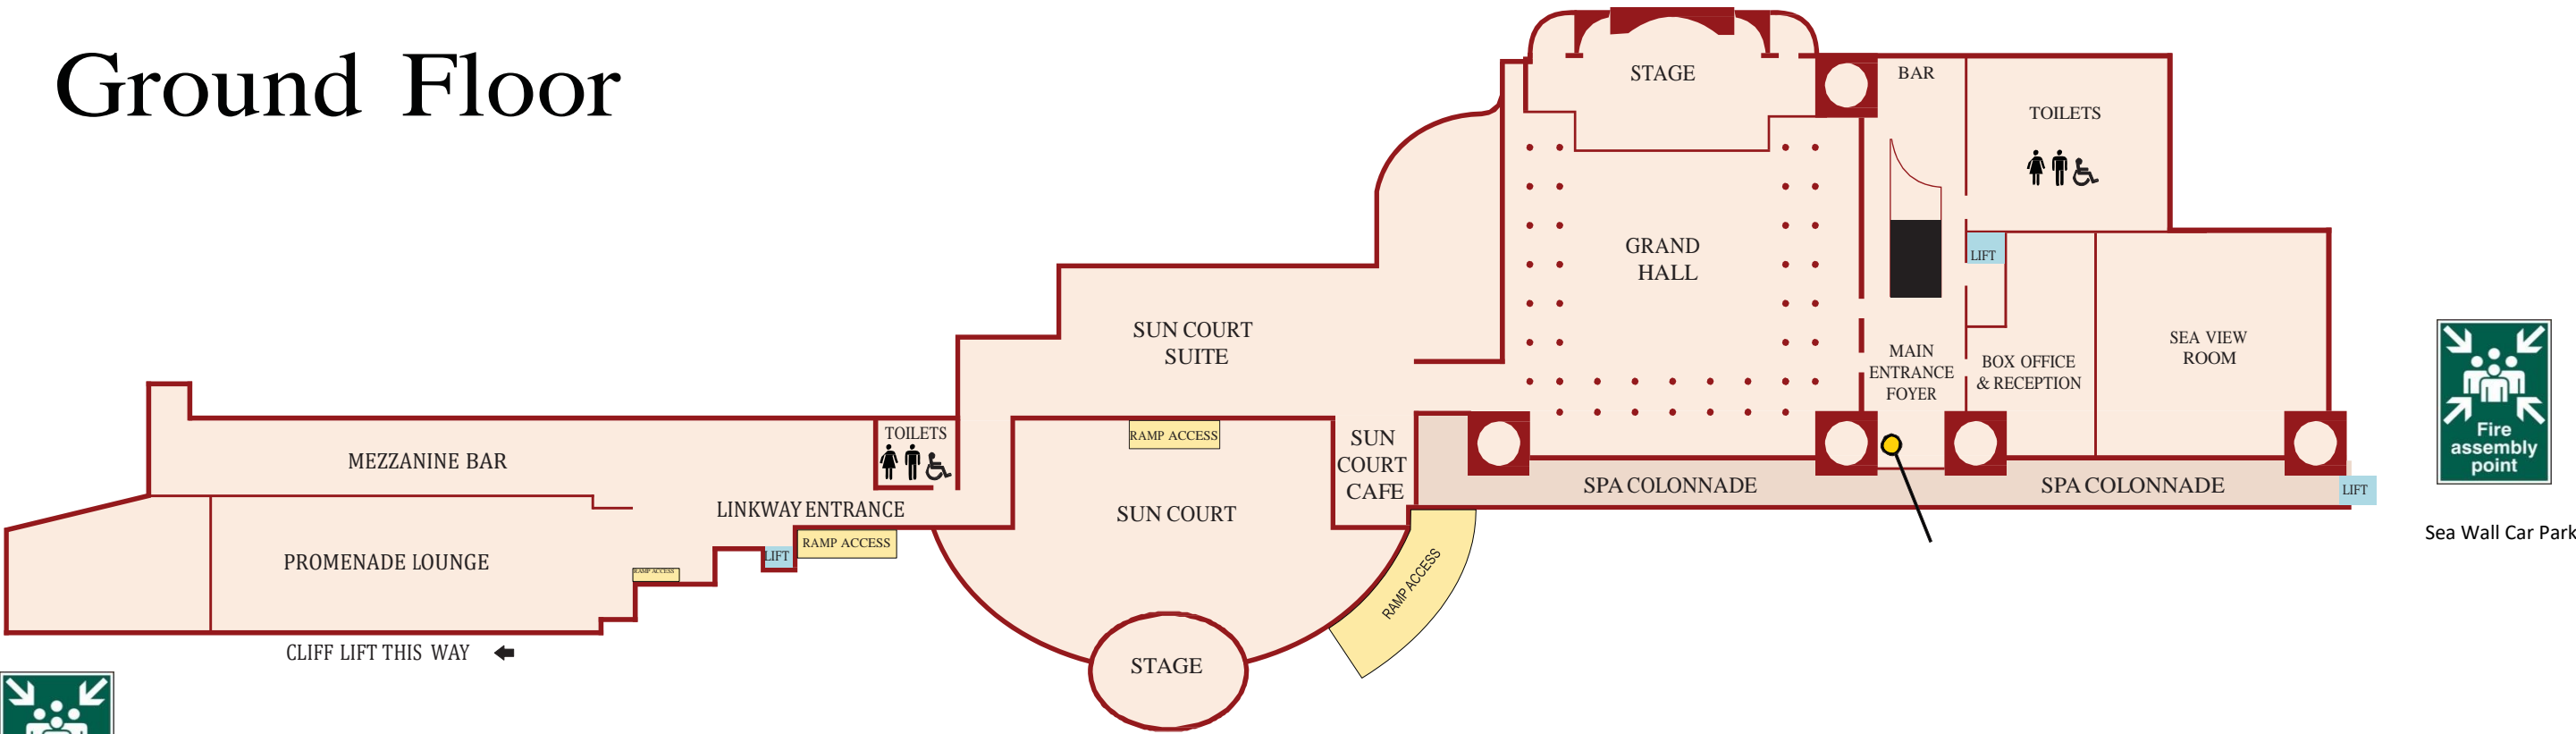 Ground Floor
STAGE
BAR
TOILETS
GRAND
HALL
LIFT
SUN COURT
SUITE
MAIN
ENTRANCE
FOYER
BOX OFFICE
& RECEPTION
SEA VIEW
ROOM
Fire
assembly
point
Sea Wall Car Park
MEZZANINE BAR
TOILETS
RAMP ACCESS
SUN
COURT
CAFE
SPA COLONNADE
SPA COLONNADE
LIFT
LINKWAY ENTRANCE
SUN COURT
RAMP ACCESS
LIFT
PROMENADE LOUNGE
RAMP ACCESS
RAMP ACCESS
CLIFF LIFT THIS WAY
STAGE